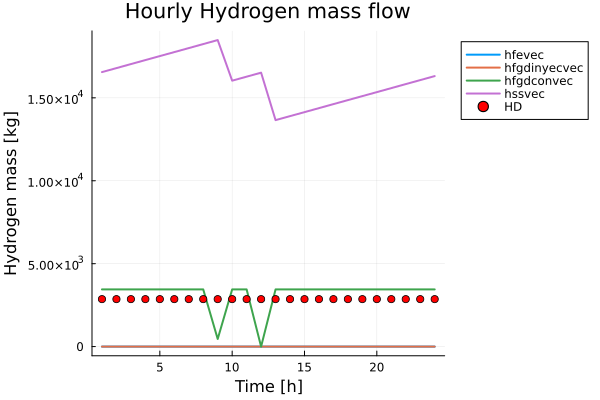 Hourly Hydrogen mass flow
Hydrogen mass [kg]
1.50×10⁴
1.00×10⁴
5.00×10³
0
5 10 15 20
Time [h]
hfevec
hfgdinyecvec
hfgdconvec
hssvec
HD